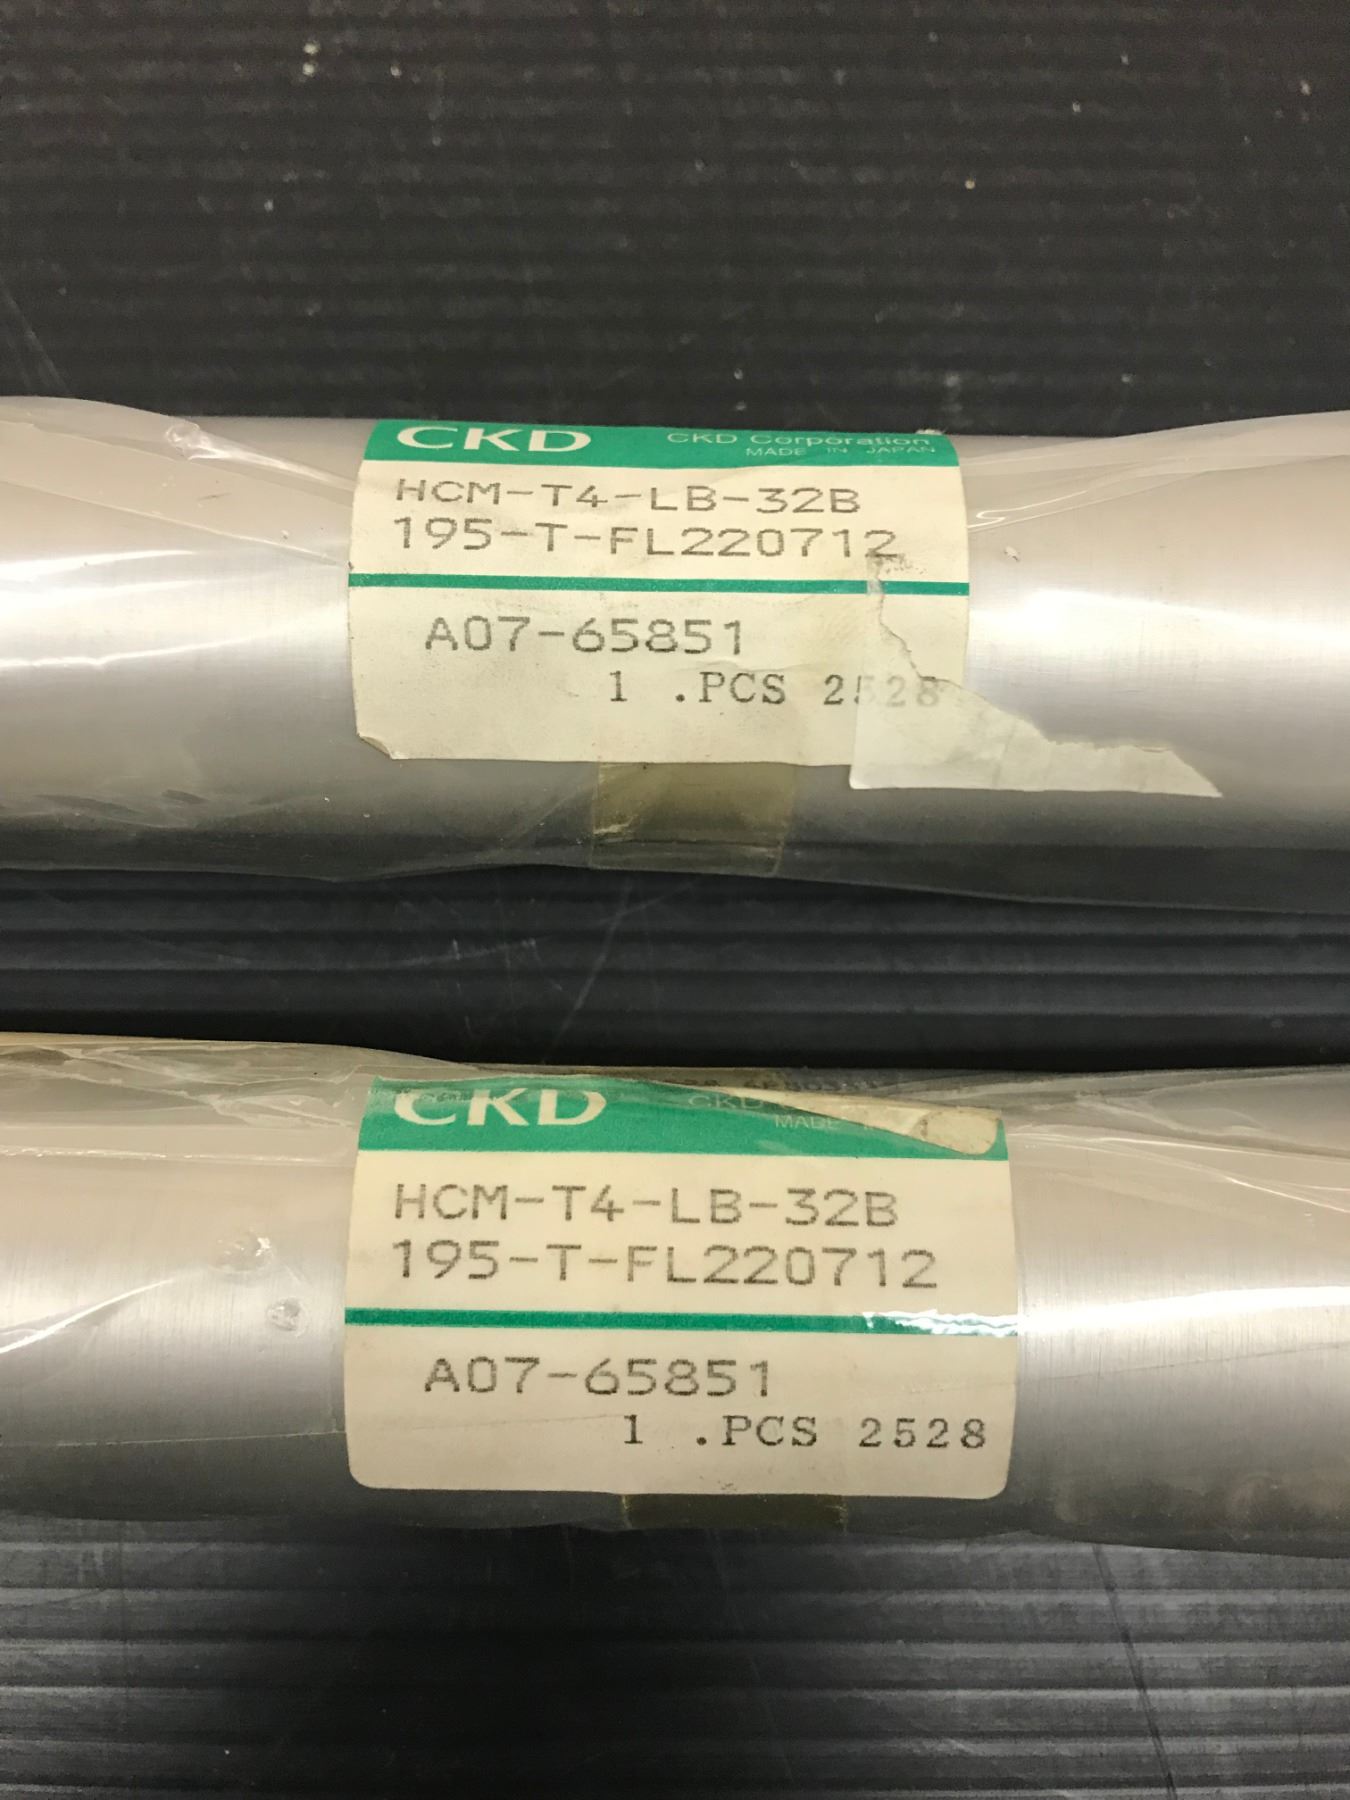 CKD CKD Corporation
MADE IN JAPAN
HCM-T4-LB-32B
195-T-FL220712
A07-65851
1 .PCS 2528
CKD CKD
MADE
HCM-T4-LB-32B
195-T-FL220712
A07-65851
1 .PCS 2528